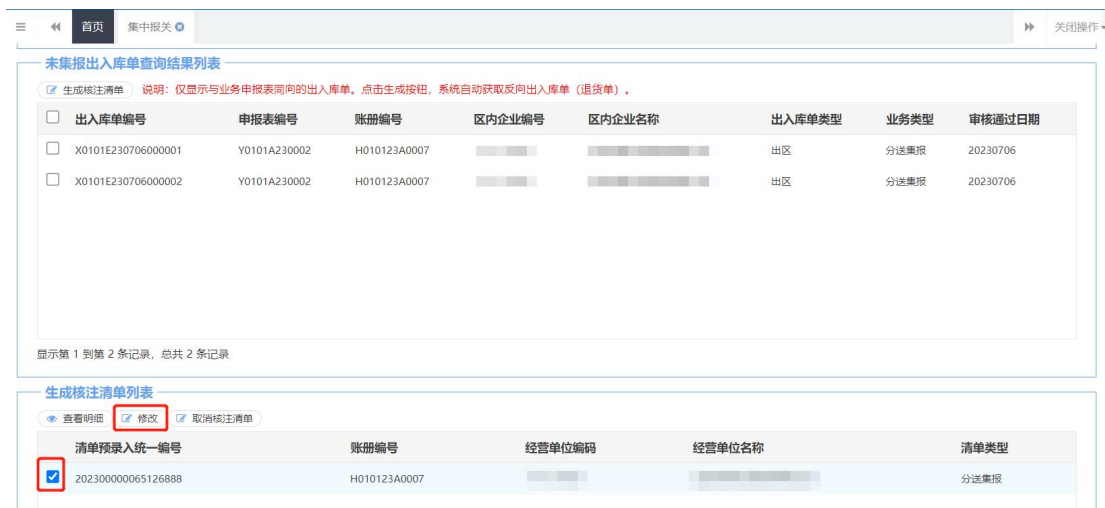 首页 集中报关 关闭操作
未集报出入库单查询结果列表
生成核注清单 说明：仅显示与业务申报表同向的出入库单。点击生成按钮，系统自动获取反向出入库单（退货单）。
出入库单编号 申报表编号 账册编号 区内企业编号 区内企业名称 出入库单类型 业务类型 审核通过日期
X0101E230706000001 Y0101A230002 H010123A0007 出区 分送集报 20230706
X0101E230706000002 Y0101A230002 H010123A0007 出区 分送集报 20230706
显示第 1 到第 2 条记录，总共 2 条记录
生成核注清单列表
查看明细 修改 取消核注清单
清单预录入统一编号 账册编号 经营单位编码 经营单位名称 清单类型
202300000065126888 H010123A0007 分送集报